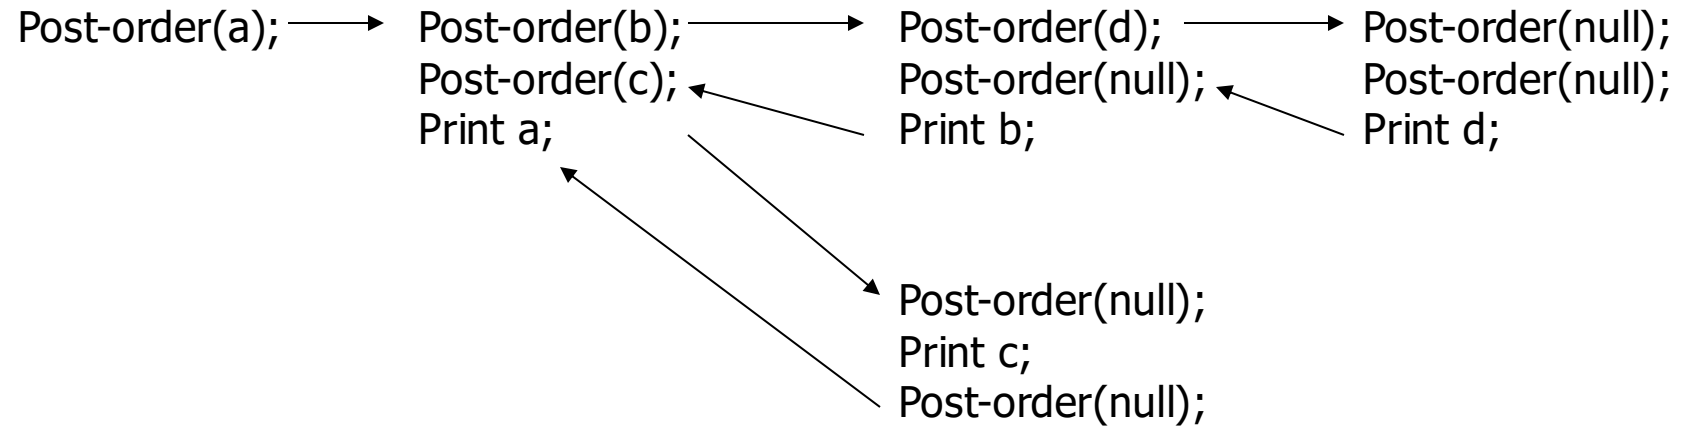 Post-order(a);
Post-order(b);
Post-order(c);
Print a;
Post-order(d);
Post-order(null);
Print b;
Post-order(null);
Post-order(null);
Print d;
Post-order(null);
Print c;
Post-order(null);